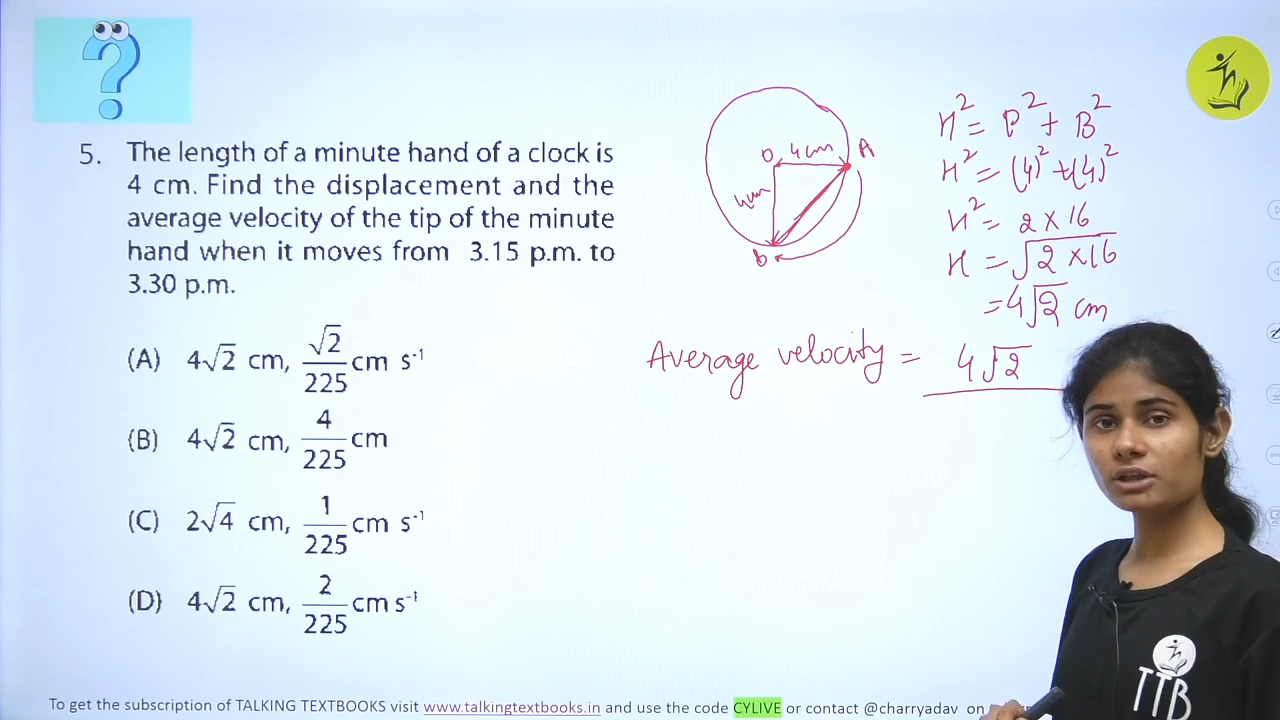 5. The length of a minute hand of a clock is
4 cm. Find the displacement and the
average velocity of the tip of the minute
hand when it moves from 3.15 p.m. to
3.30 p.m.
(A) 4√2 cm, √2/225 cm s⁻¹
(B) 4√2 cm, 4/225 cm
(C) 2√4 cm, 1/225 cm s⁻¹
(D) 4√2 cm, 2/225 cm s⁻¹
O 4cm A
4cm
B
H² = P² + B²
H² = (4)² + (4)²
H² = 2 × 16
H = √2 × 16
= 4√2 cm
Average velocity = 4√2
TTB
To get the subscription of TALKING TEXTBOOKS visit www.talkingtextbooks.in and use the code CYLIVE or contact @charryadav on